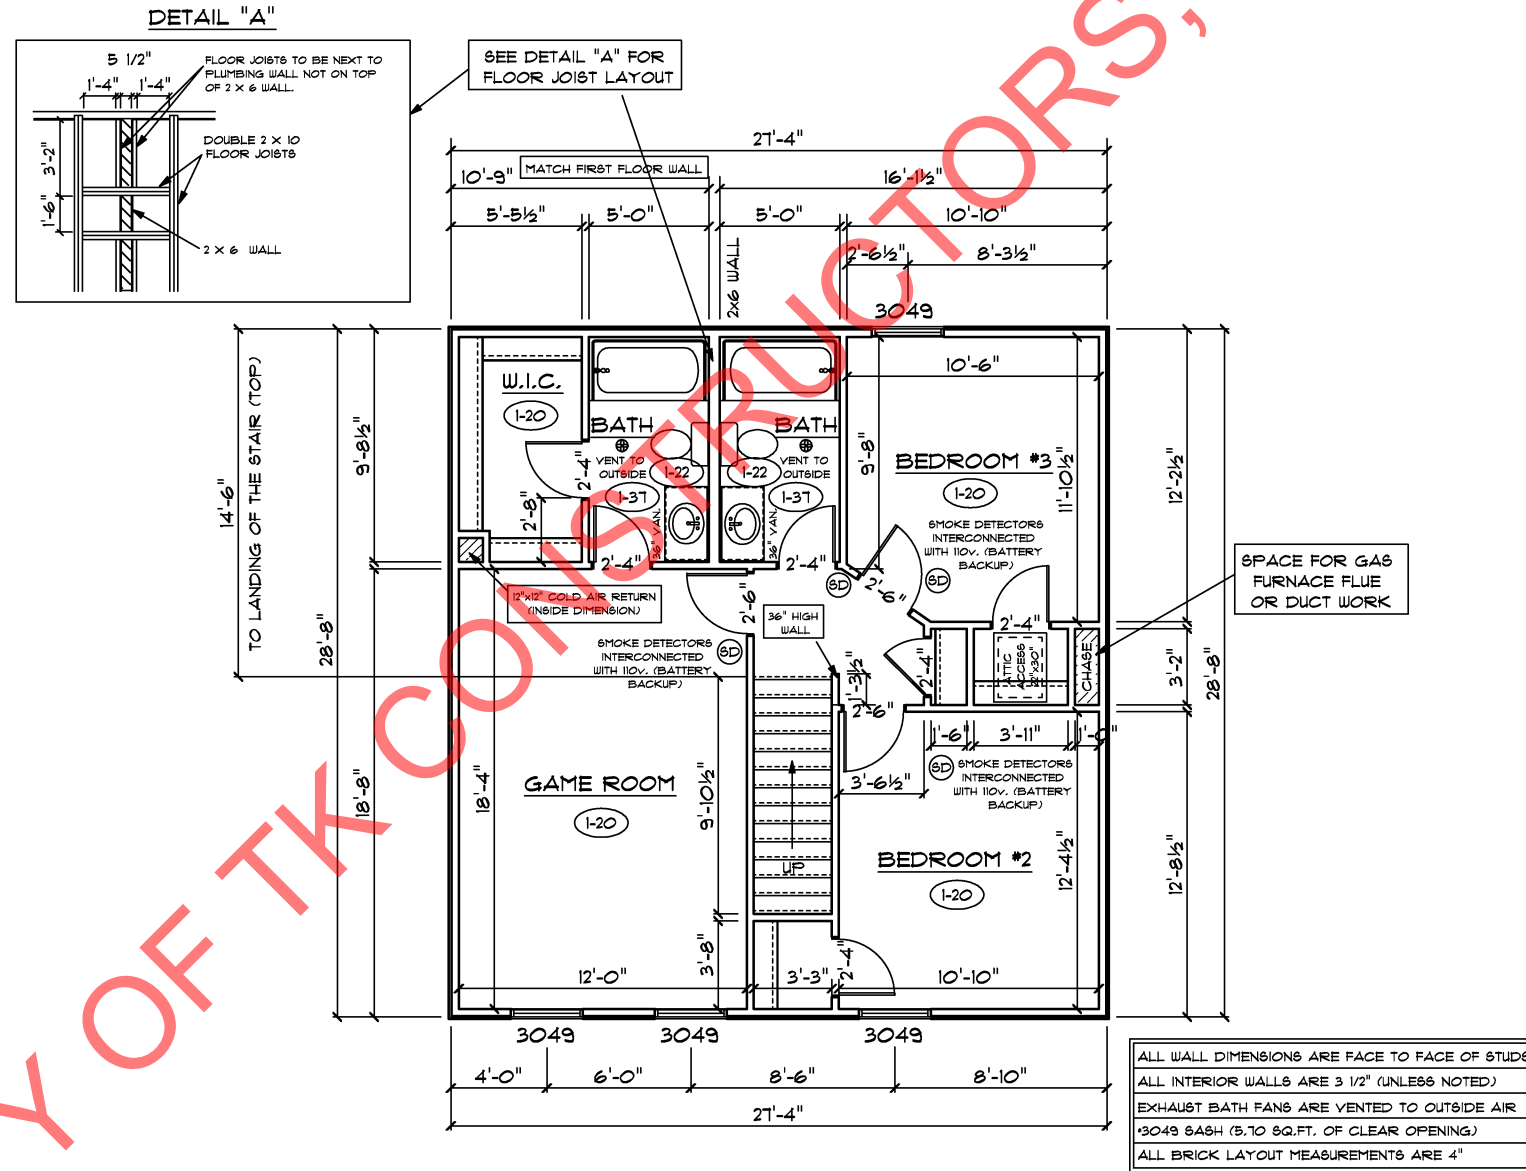 DETAIL "A"
5 1/2"
1'-4"
1'-4"
FLOOR JOISTS TO BE NEXT TO
PLUMBING WALL NOT ON TOP
OF 2 X 6 WALL.
DOUBLE 2 X 10
FLOOR JOISTS
3'-2"
1'-6"
2 X 6 WALL
SEE DETAIL "A" FOR
FLOOR JOIST LAYOUT
27'-4"
10'-9"
MATCH FIRST FLOOR WALL
16'-1½"
5'-5½"
5'-0"
5'-0"
10'-10"
2'-6½"
8'-3½"
2x6 WALL
3049
14'-6"
TO LANDING OF THE STAIR (TOP)
28'-8"
9'-8½"
18'-8"
W.I.C.
1-20
2'-4"
2'-8"
BATH
VENT TO
OUTSIDE
1-22
1-37
36" VAN.
2'-4"
BATH
VENT TO
OUTSIDE
1-22
1-37
36" VAN.
2'-4"
10'-6"
9'-8"
BEDROOM #3
1-20
11'-10½"
SMOKE DETECTORS
INTERCONNECTED
WITH 110v. (BATTERY
BACKUP)
SD
SD
2'-6"
12'-2½"
3'-2"
28'-8"
12'-8½"
SPACE FOR GAS
FURNACE FLUE
OR DUCT WORK
12"x12" COLD AIR RETURN
(INSIDE DIMENSION)
2'-6"
36" HIGH
WALL
SMOKE DETECTORS
INTERCONNECTED
WITH 110v. (BATTERY
BACKUP)
SD
2'-4"
2'-4"
ATTIC
ACCESS
22"x30"
CHASE
1'-3½"
2'-6"
1'-6"
3'-11"
1'-0"
SD
SMOKE DETECTORS
INTERCONNECTED
WITH 110v. (BATTERY
BACKUP)
3'-6½"
18'-4"
GAME ROOM
1-20
9'-10½"
UP
BEDROOM #2
1-20
12'-4½"
3'-8"
12'-0"
3'-3"
2'-4"
10'-10"
3049
3049
3049
4'-0"
6'-0"
8'-6"
8'-10"
27'-4"
ALL WALL DIMENSIONS ARE FACE TO FACE OF STUDS
ALL INTERIOR WALLS ARE 3 1/2" (UNLESS NOTED)
EXHAUST BATH FANS ARE VENTED TO OUTSIDE AIR
*3049 SASH (5.70 SQ.FT. OF CLEAR OPENING)
ALL BRICK LAYOUT MEASUREMENTS ARE 4"
Y OF TK CONSTRUCTORS,